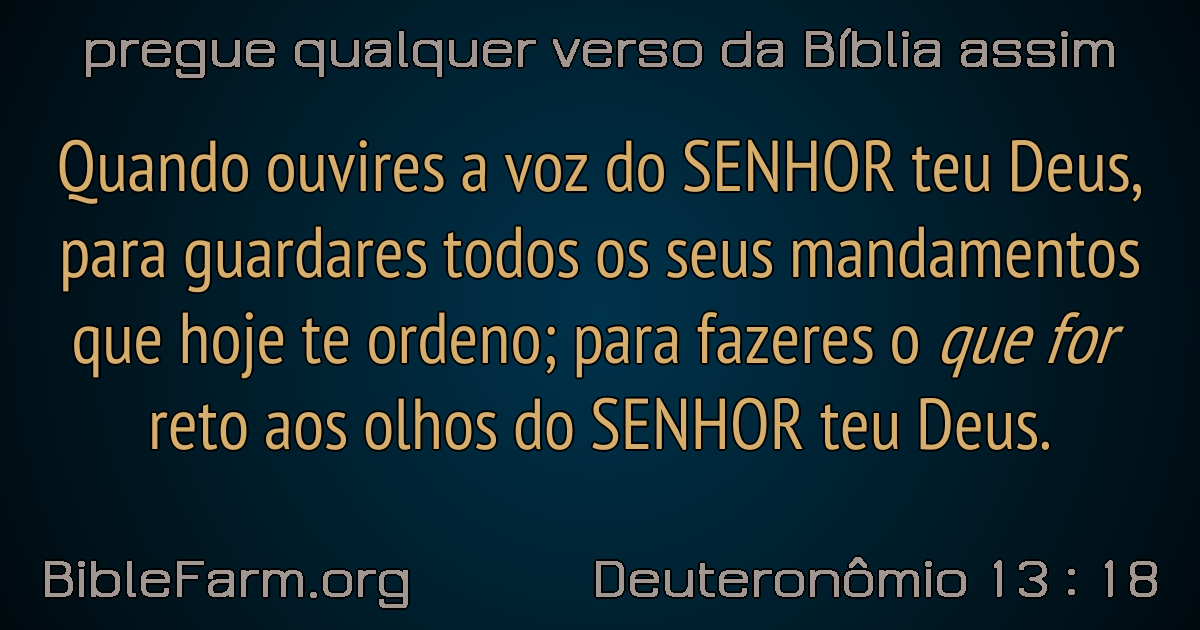 pregue qualquer verso da Bíblia assim
Quando ouvires a voz do SENHOR teu Deus,
para guardares todos os seus mandamentos
que hoje te ordeno; para fazeres o que for
reto aos olhos do SENHOR teu Deus.
BibleFarm.org Deuteronômio 13 : 18